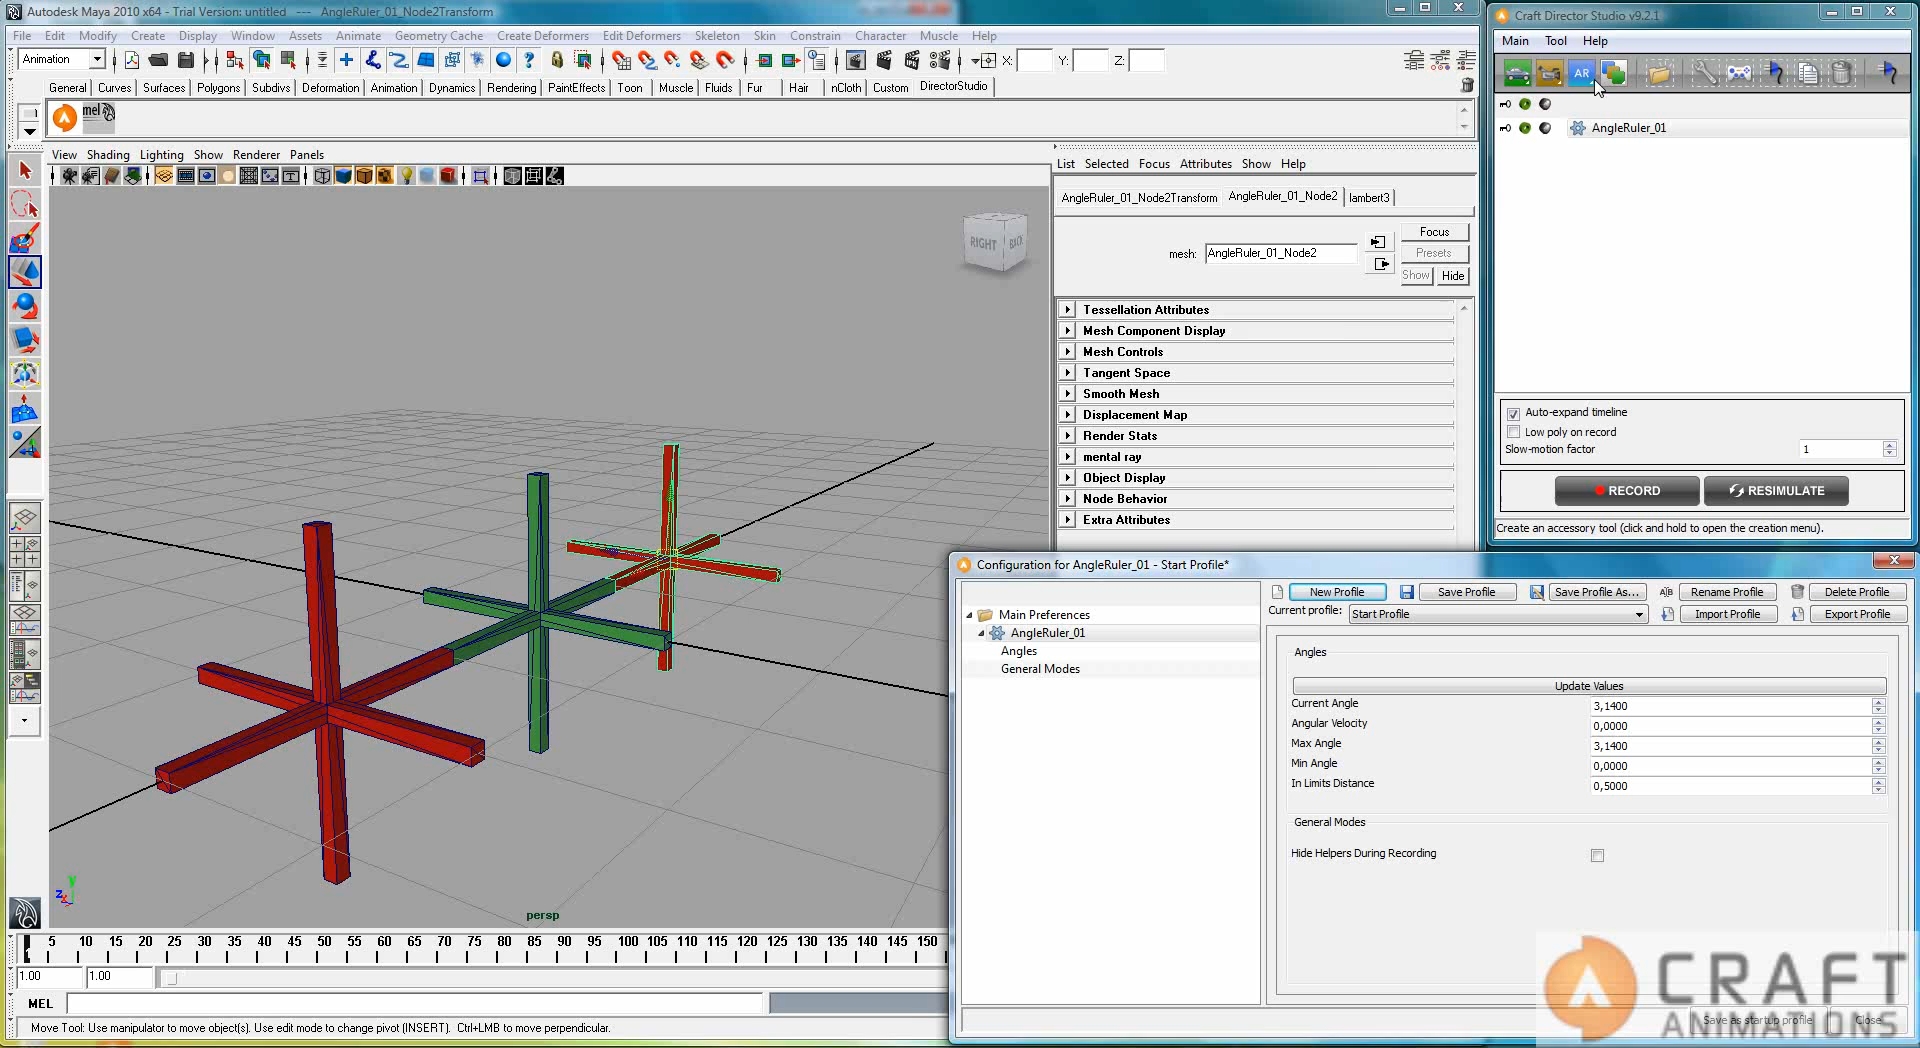 Autodesk Maya 2010 x64 - Trial Version: untitled --- AngleRuler_01_Node2Transform
File Edit Modify Create Display Window Assets Animate Geometry Cache Create Deformers Edit Deformers Skeleton Skin Constrain Character Muscle Help
Animation X: Y: Z:
General Curves Surfaces Polygons Subdivs Deformation Animation Dynamics Rendering PaintEffects Toon Muscle Fluids Fur Hair nCloth Custom DirectorStudio
mel
View Shading Lighting Show Renderer Panels
RIGHT BACK
persp
y
z x
List Selected Focus Attributes Show Help
AngleRuler_01_Node2Transform AngleRuler_01_Node2 lambert3
mesh: AngleRuler_01_Node2
Focus
Presets
Show Hide
Tessellation Attributes
Mesh Component Display
Mesh Controls
Tangent Space
Smooth Mesh
Displacement Map
Render Stats
mental ray
Object Display
Node Behavior
Extra Attributes
Craft Director Studio v9.2.1
Main Tool Help
AR
AngleRuler_01
Auto-expand timeline
Low poly on record
Slow-motion factor 1
RECORD RESIMULATE
Create an accessory tool (click and hold to open the creation menu).
Configuration for AngleRuler_01 - Start Profile*
Main Preferences
AngleRuler_01
Angles
General Modes
New Profile Save Profile Save Profile As... Rename Profile Delete Profile
Current profile: Start Profile Import Profile Export Profile
Angles
Update Values
Current Angle 3,1400
Angular Velocity 0,0000
Max Angle 3,1400
Min Angle 0,0000
In Limits Distance 0,5000
General Modes
Hide Helpers During Recording
Save as startup profile Close
CRAFT
ANIMATIONS
5 10 15 20 25 30 35 40 45 50 55 60 65 70 75 80 85 90 95 100 105 110 115 120 125 130 135 140 145 150
1.00 1.00
MEL
Move Tool: Use manipulator to move object(s). Use edit mode to change pivot (INSERT). Ctrl+LMB to move perpendicular.